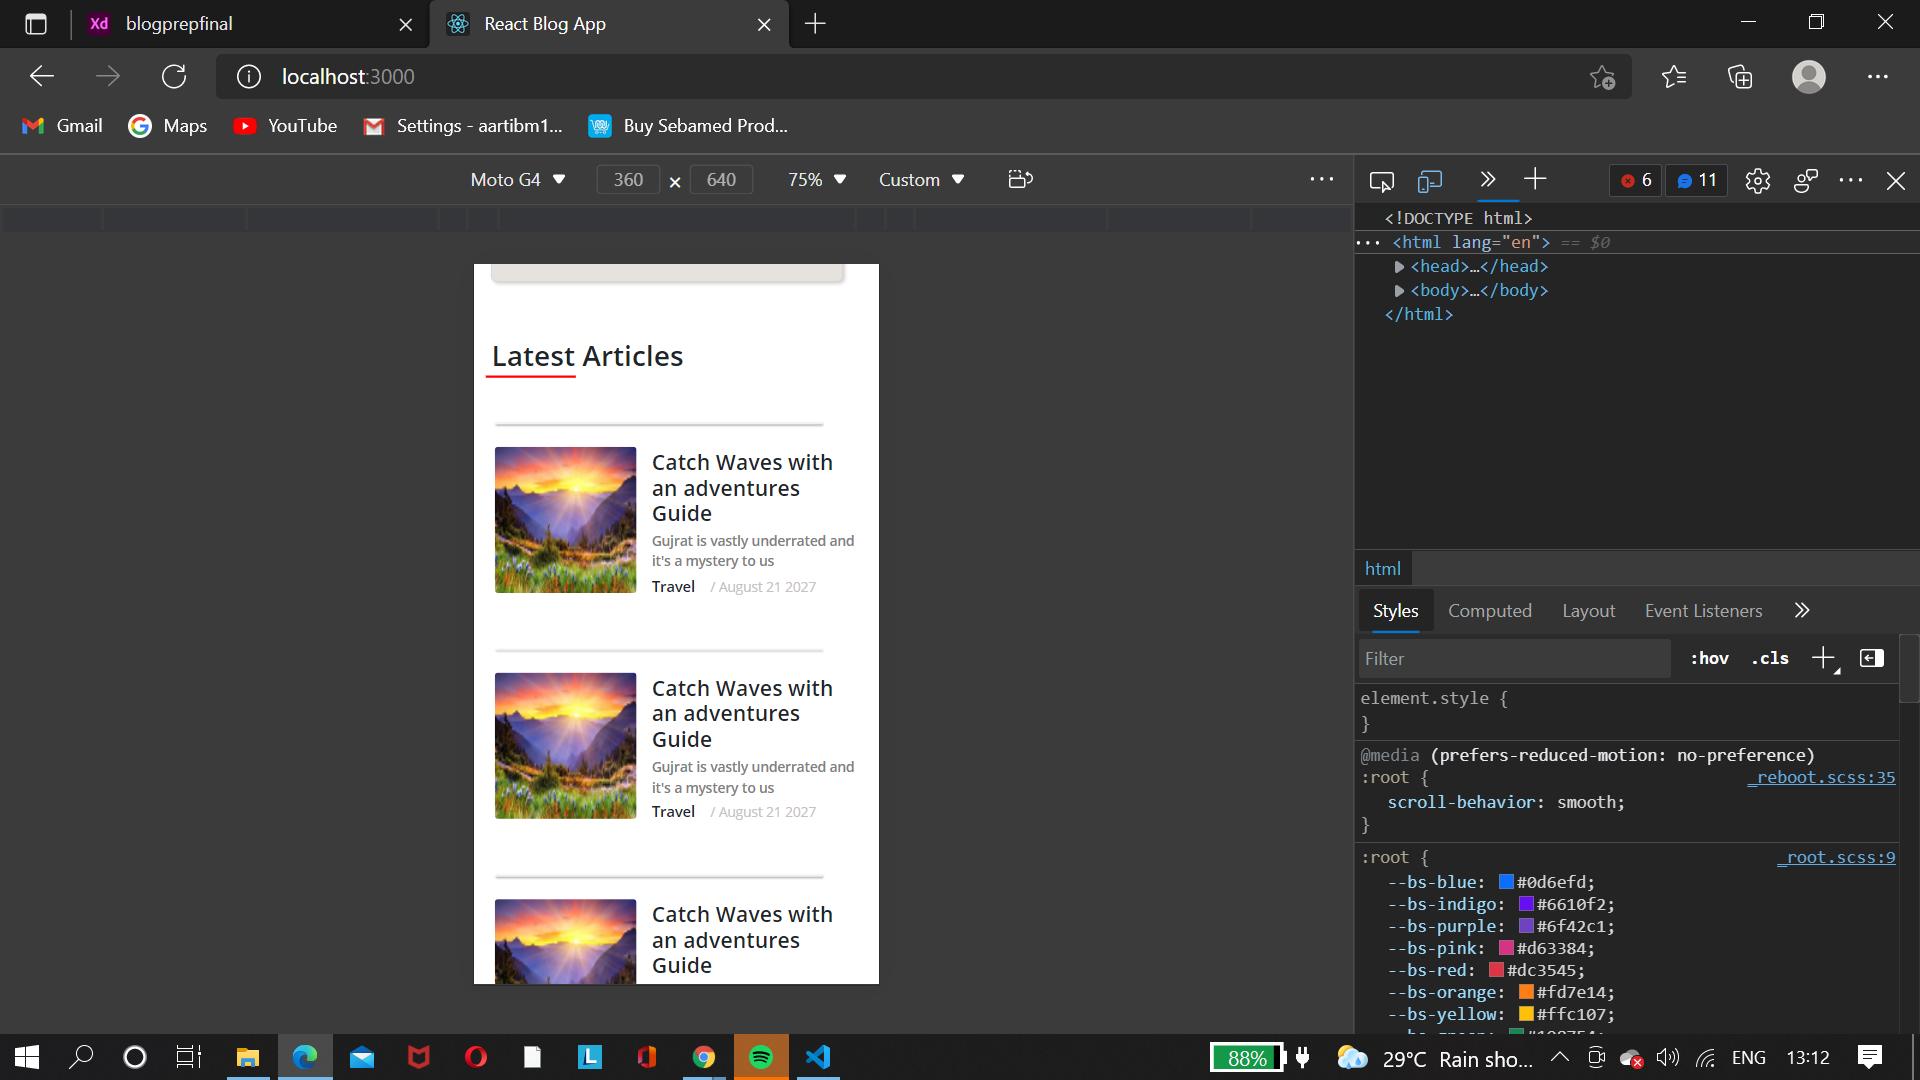 Xd blogprepfinal
React Blog App
localhost:3000
Gmail Maps YouTube Settings - aartibm1... Buy Sebamed Prod...
Moto G4 360 × 640 75% Custom
6 11
<!DOCTYPE html>
<html lang="en"> == $0
<head>…</head>
<body>…</body>
</html>
Latest Articles
Catch Waves with
an adventures
Guide
Gujrat is vastly underrated and
it's a mystery to us
Travel / August 21 2027
Catch Waves with
an adventures
Guide
Gujrat is vastly underrated and
it's a mystery to us
Travel / August 21 2027
Catch Waves with
an adventures
Guide
html
Styles Computed Layout Event Listeners
Filter :hov .cls
element.style {
}
@media (prefers-reduced-motion: no-preference)
:root { _reboot.scss:35
scroll-behavior: smooth;
}
:root { _root.scss:9
--bs-blue: #0d6efd;
--bs-indigo: #6610f2;
--bs-purple: #6f42c1;
--bs-pink: #d63384;
--bs-red: #dc3545;
--bs-orange: #fd7e14;
--bs-yellow: #ffc107;
L
88% 29°C Rain sho... ENG 13:12